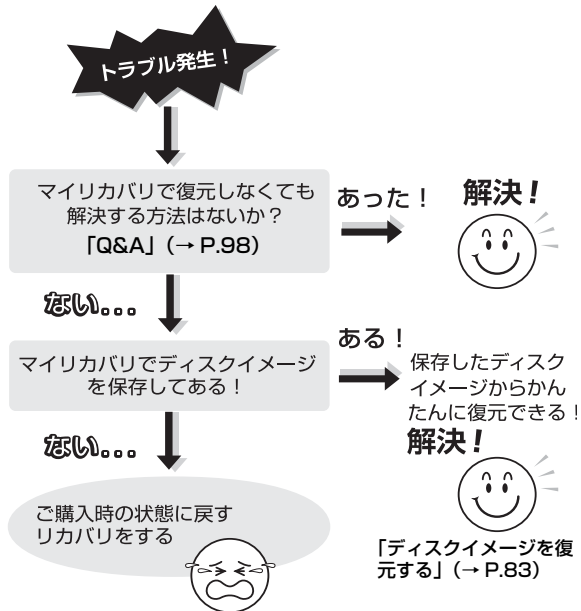 トラブル発生！
マイリカバリで復元しなくても
解決する方法はないか？
「Q&A」（→ P.98）
あった！
解決！
ない...
マイリカバリでディスクイメージ
を保存してある！
ある！
保存したディスク
イメージからかん
たんに復元できる！
解決！
「ディスクイメージを復
元する」（→ P.83）
ない...
ご購入時の状態に戻す
リカバリをする